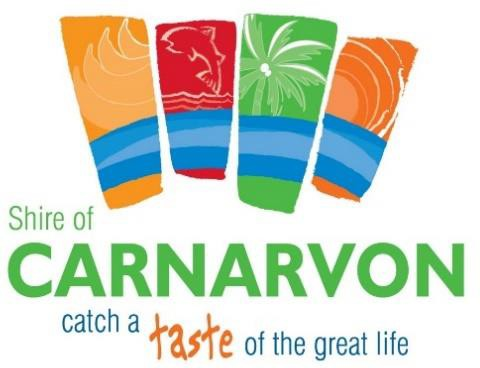 Shire of
CARNARVON
catch a taste of the great life